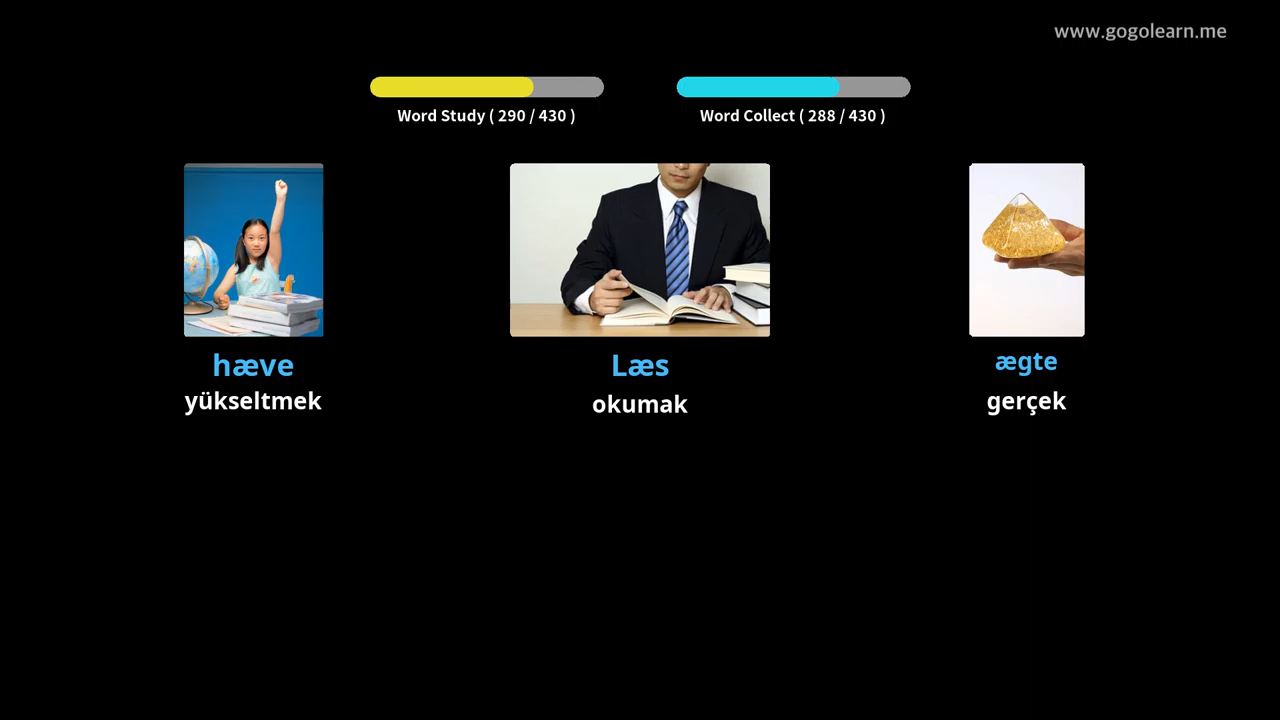 www.gogolearn.me
Word Study ( 290 / 430 )
Word Collect ( 288 / 430 )
hæve
yükseltmek
Læs
okumak
ægte
gerçek